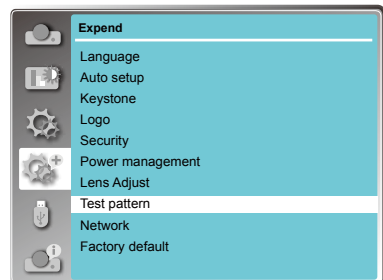 Expend
Language
Auto setup
Keystone
Logo
Security
Power management
Lens Adjust
Test pattern
Network
Factory default